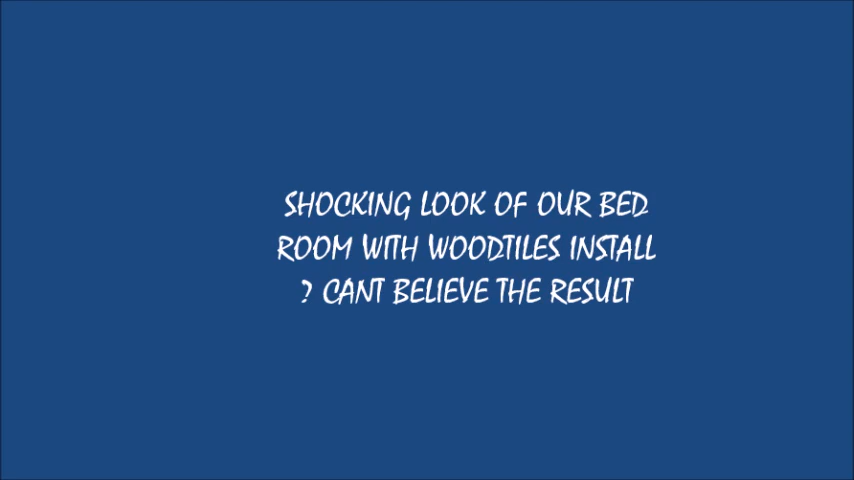 SHOCKING LOOK OF OUR BED
ROOM WITH WOODTILES INSTALL
? CANT BELIEVE THE RESULT